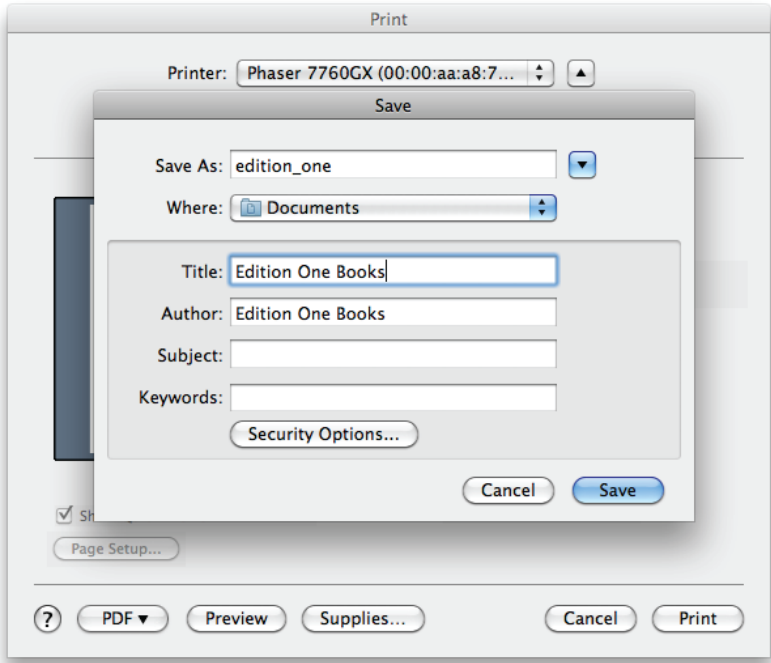 Print
Printer: Phaser 7760GX (00:00:aa:a8:7...
Save
Save As: edition_one
Where: Documents
Title: Edition One Books
Author: Edition One Books
Subject:
Keywords:
Security Options...
Cancel Save
Page Setup...
? PDF▼ Preview Supplies... Cancel Print